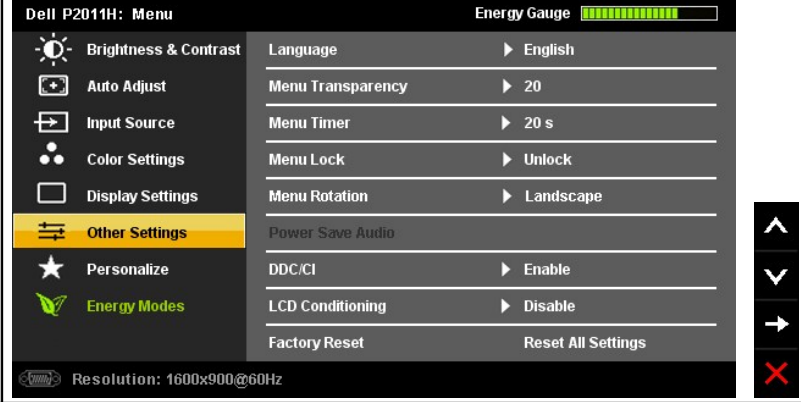 Dell P2011H: Menu Energy Gauge
Brightness & Contrast Language English
Auto Adjust Menu Transparency 20
Input Source Menu Timer 20 s
Color Settings Menu Lock Unlock
Display Settings Menu Rotation Landscape
Other Settings Power Save Audio
Personalize DDC/CI Enable
Energy Modes LCD Conditioning Disable
Factory Reset Reset All Settings
Resolution: 1600x900@60Hz